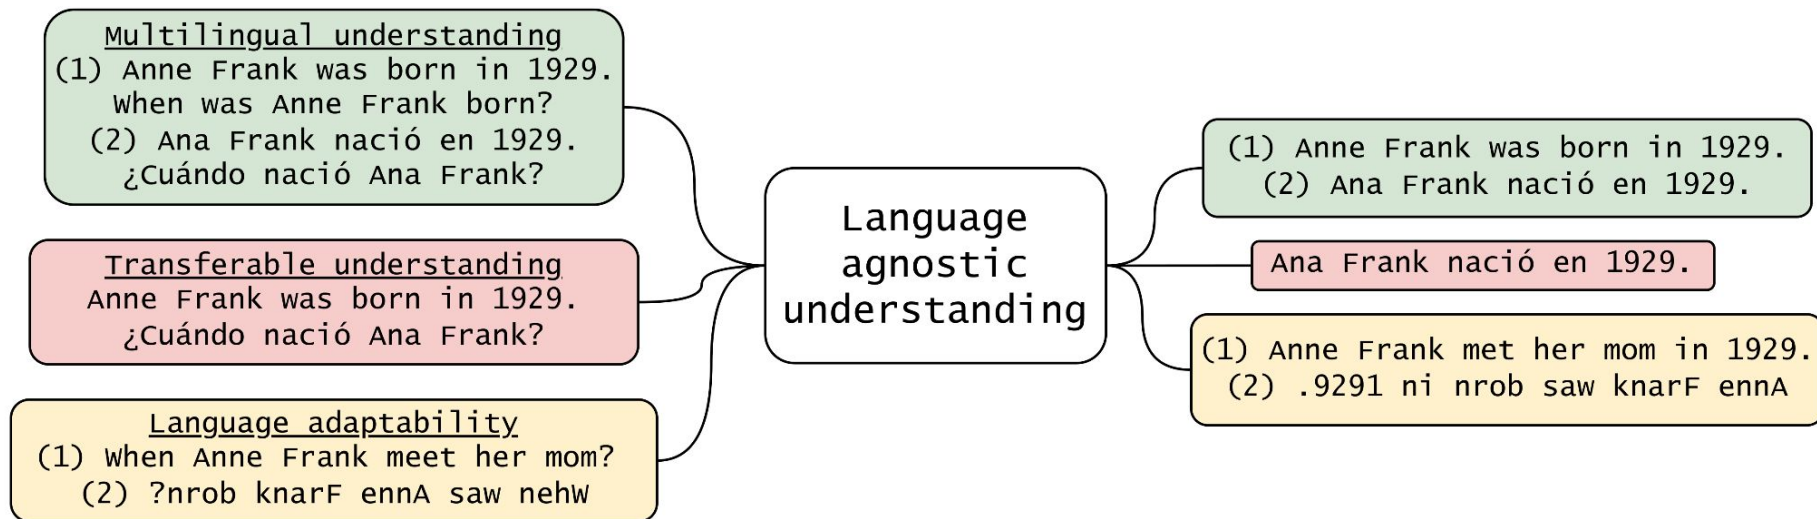 Multilingual understanding
(1) Anne Frank was born in 1929.
When was Anne Frank born?
(2) Ana Frank nació en 1929.
¿Cuándo nació Ana Frank?
Transferable understanding
Anne Frank was born in 1929.
¿Cuándo nació Ana Frank?
Language adaptability
(1) When Anne Frank meet her mom?
(2) ?nrob knarF ennA saw nehW
Language
agnostic
understanding
(1) Anne Frank was born in 1929.
(2) Ana Frank nació en 1929.
Ana Frank nació en 1929.
(1) Anne Frank met her mom in 1929.
(2) .9291 ni nrob saw knarF ennA